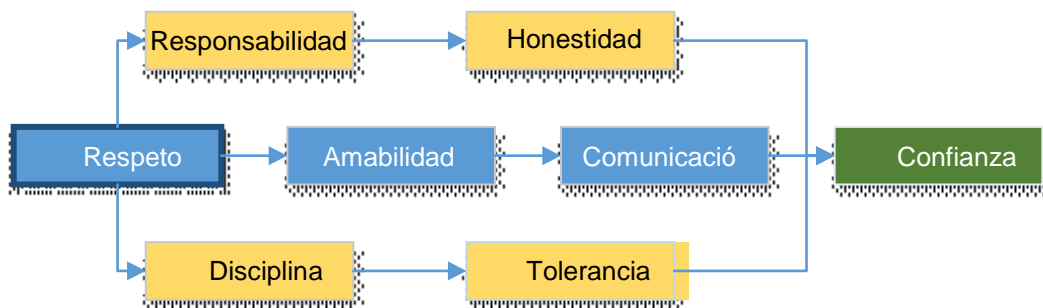 Responsabilidad
Honestidad
Respeto
Amabilidad
Comunicació
Confianza
Disciplina
Tolerancia